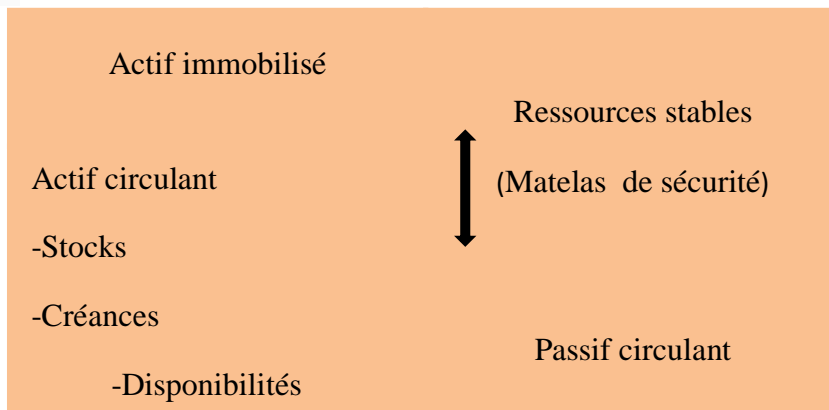 Actif immobilisé
Actif circulant
-Stocks
-Créances
-Disponibilités
Ressources stables
(Matelas de sécurité)
Passif circulant